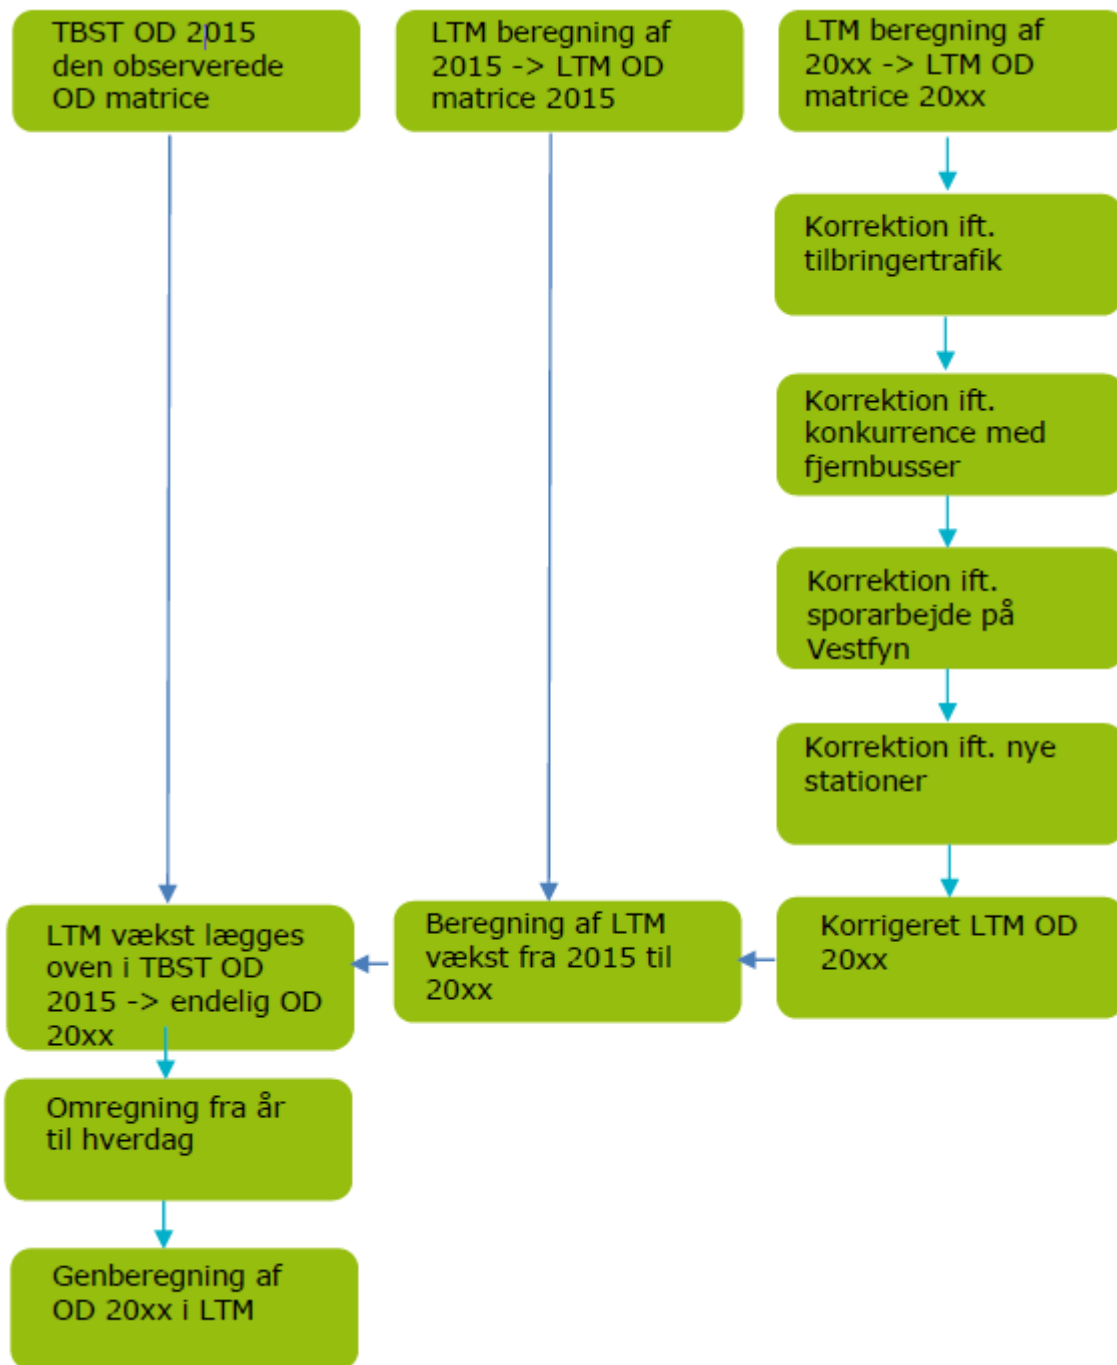 TBST OD 2015
den observerede
OD matrice
LTM beregning af
2015 -> LTM OD
matrice 2015
LTM beregning af
20xx -> LTM OD
matrice 20xx
Korrektion ift.
tilbringertrafik
Korrektion ift.
konkurrence med
fjernbusser
Korrektion ift.
sporarbejde på
Vestfyn
Korrektion ift. nye
stationer
LTM vækst lægges
oven i TBST OD
2015 -> endelig OD
20xx
Beregning af LTM
vækst fra 2015 til
20xx
Korrigeret LTM OD
20xx
Omregning fra år
til hverdag
Genberegning af
OD 20xx i LTM